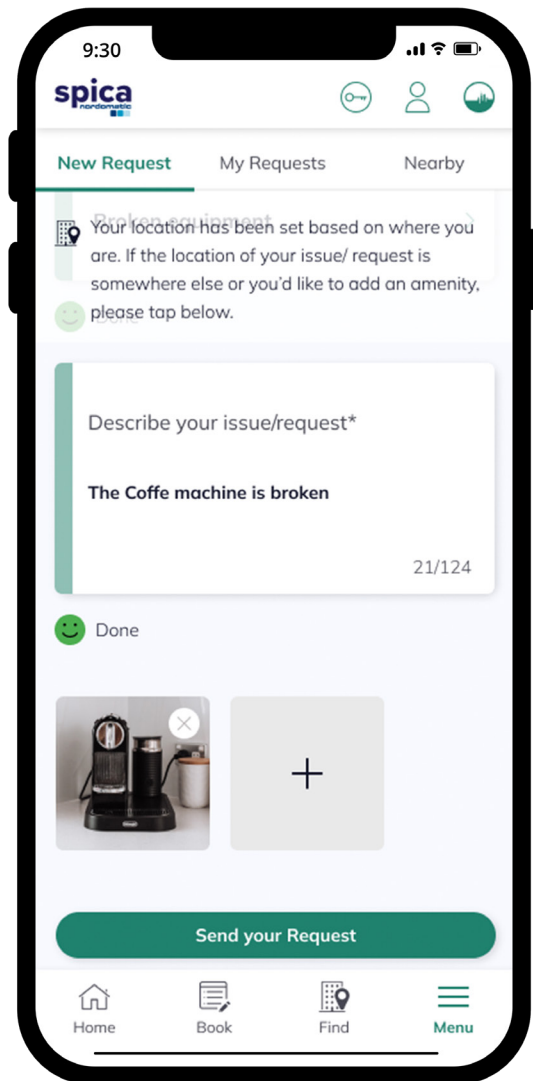 9:30
spica
nordomatic
New Request My Requests Nearby
Broken equipment
Your location has been set based on where you
are. If the location of your issue/ request is
somewhere else or you'd like to add an amenity,
please tap below.
Done
Describe your issue/request*
The Coffe machine is broken
21/124
Done
Send your Request
Home Book Find Menu